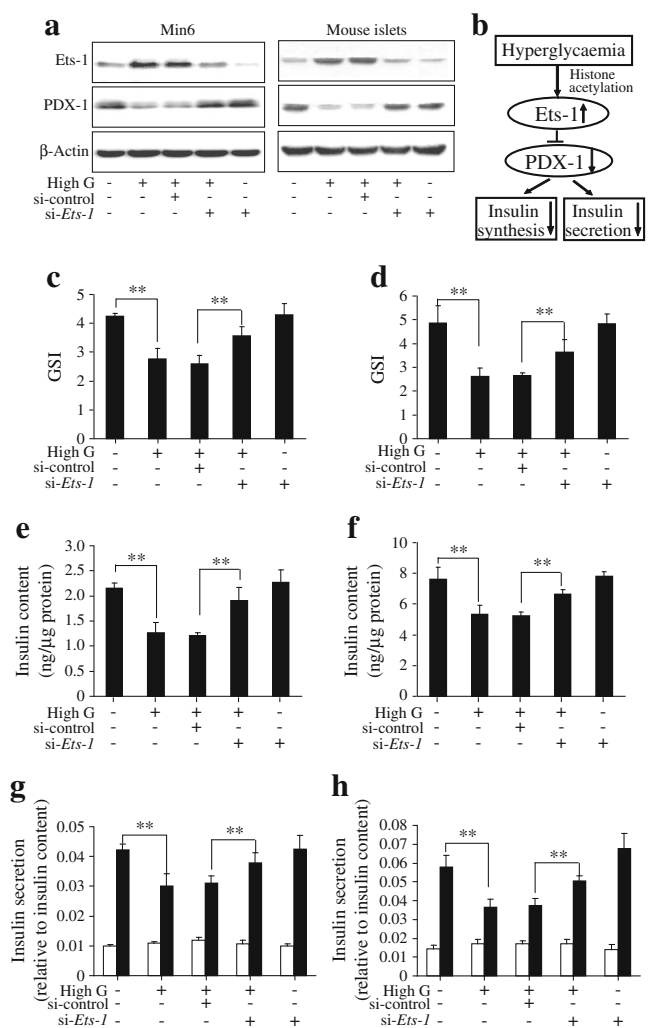 a
Min6
Mouse islets
Ets-1
PDX-1
β-Actin
High G - + + + - - + + + -
si-control - - + - - - - + - -
si-Ets-1 - - - + + - - - + +
b
Hyperglycaemia
Histone
acetylation
Ets-1
PDX-1
Insulin
synthesis
Insulin
secretion
c
GSI
5
4
3
2
1
0
** **
High G - + + + -
si-control - - + - -
si-Ets-1 - - - + +
d
GSI
6
5
4
3
2
1
0
** **
High G - + + + -
si-control - - + - -
si-Ets-1 - - - + +
e
Insulin content
(ng/μg protein)
3.0
2.5
2.0
1.5
1.0
0.5
0
** **
High G - + + + -
si-control - - + - -
si-Ets-1 - - - + +
f
Insulin content
(ng/μg protein)
10
8
6
4
2
0
** **
High G - + + + -
si-control - - + - -
si-Ets-1 - - - + +
g
Insulin secretion
(relative to insulin content)
0.05
0.04
0.03
0.02
0.01
0
** **
High G - + + + -
si-control - - + - -
si-Ets-1 - - - + +
h
Insulin secretion
(relative to insulin content)
0.08
0.07
0.06
0.05
0.04
0.03
0.02
0.01
0
** **
High G - + + + -
si-control - - + - -
si-Ets-1 - - - + +